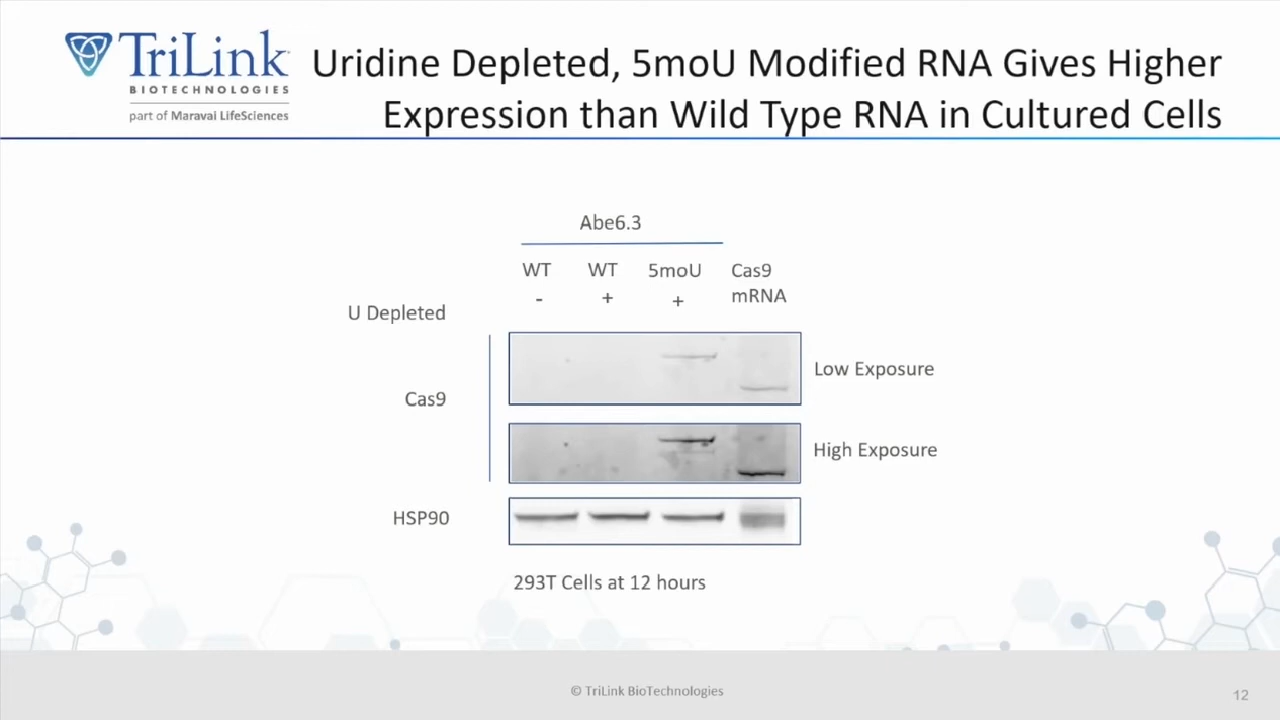 TriLink
BIOTECHNOLOGIES
part of Maravai LifeSciences
Uridine Depleted, 5moU Modified RNA Gives Higher
Expression than Wild Type RNA in Cultured Cells
Abe6.3
WT WT 5moU Cas9
- + + mRNA
U Depleted
Cas9
Low Exposure
High Exposure
HSP90
293T Cells at 12 hours
© TriLink BioTechnologies
12